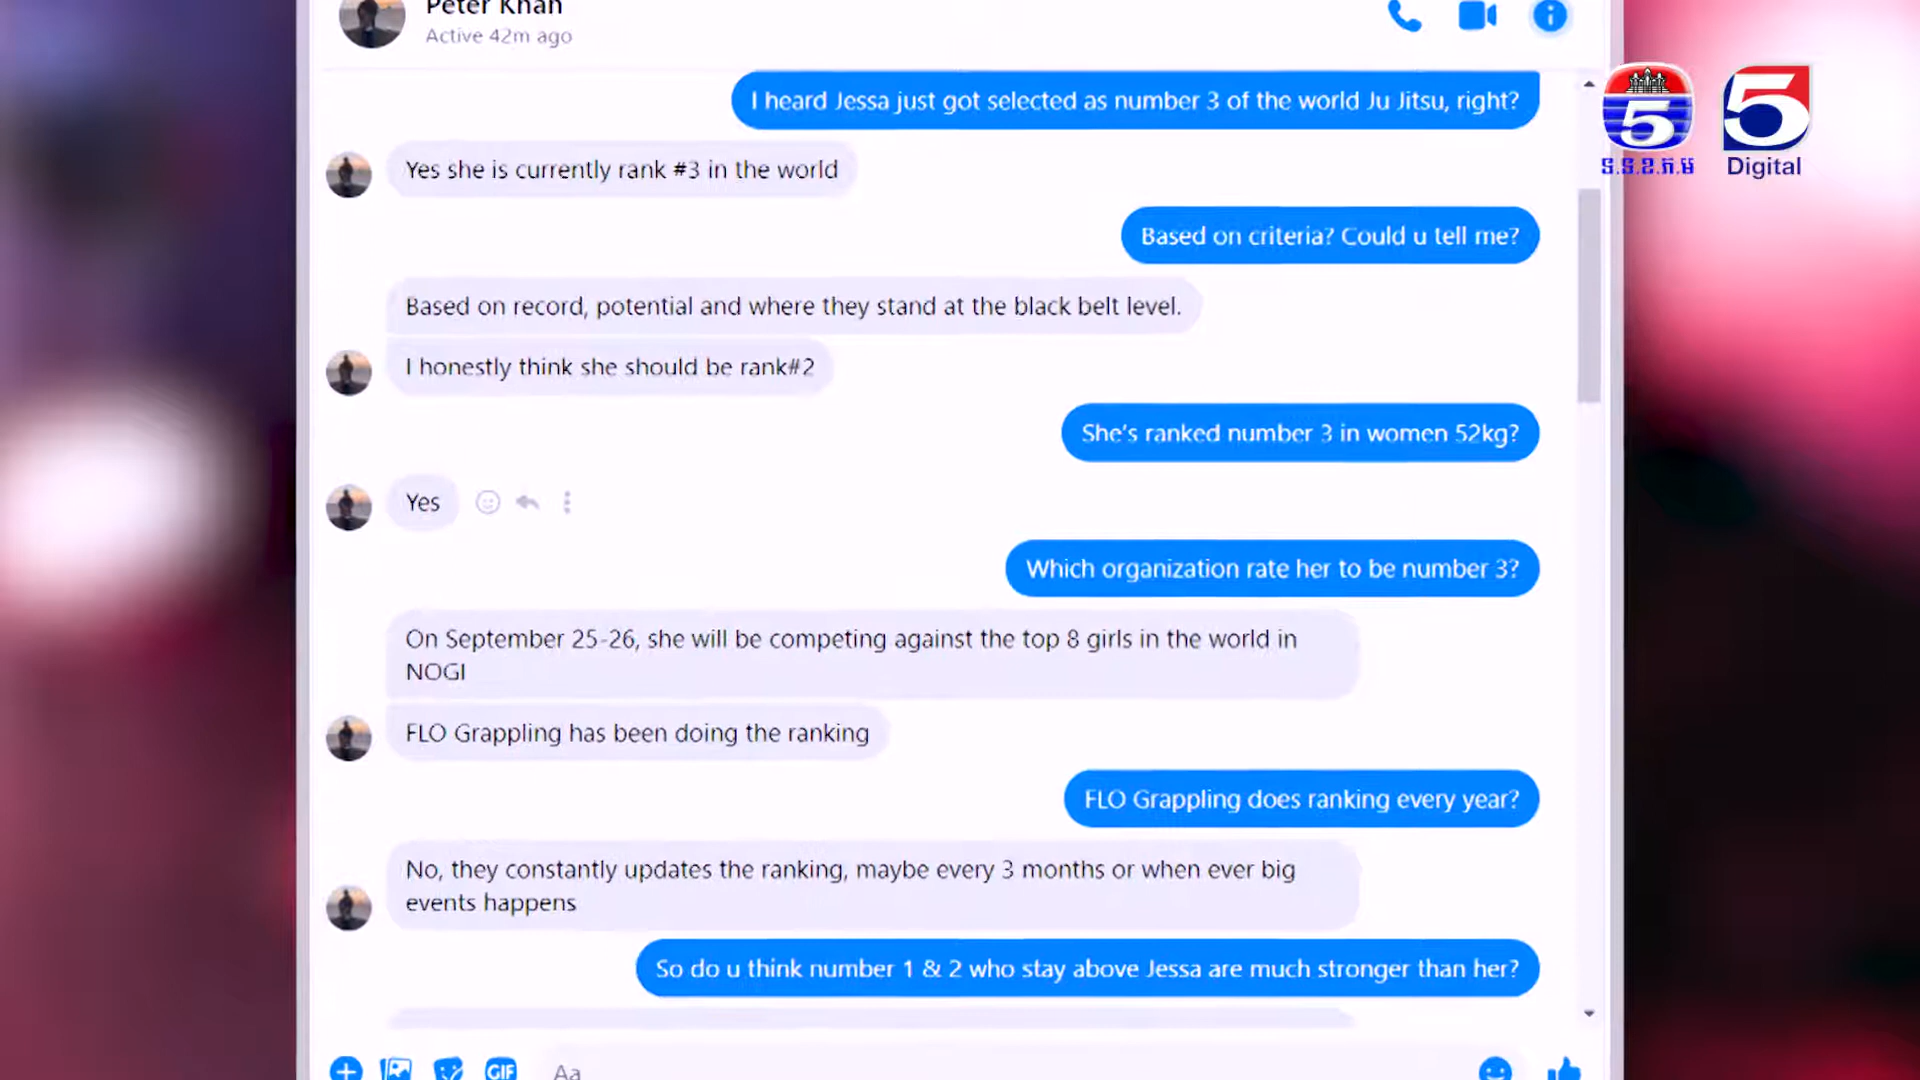 Peter Khan
Active 42m ago
I heard Jessa just got selected as number 3 of the world Ju Jitsu, right?
Yes she is currently rank #3 in the world
Based on criteria? Could u tell me?
Based on record, potential and where they stand at the black belt level.
I honestly think she should be rank#2
She's ranked number 3 in women 52kg?
Yes
Which organization rate her to be number 3?
On September 25-26, she will be competing against the top 8 girls in the world in
NOGI
FLO Grappling has been doing the ranking
FLO Grappling does ranking every year?
No, they constantly updates the ranking, maybe every 3 months or when ever big
events happens
So do u think number 1 & 2 who stay above Jessa are much stronger than her?
GIF
Aa
5
ទ.ទ.ខ.ភ.ម
5
Digital